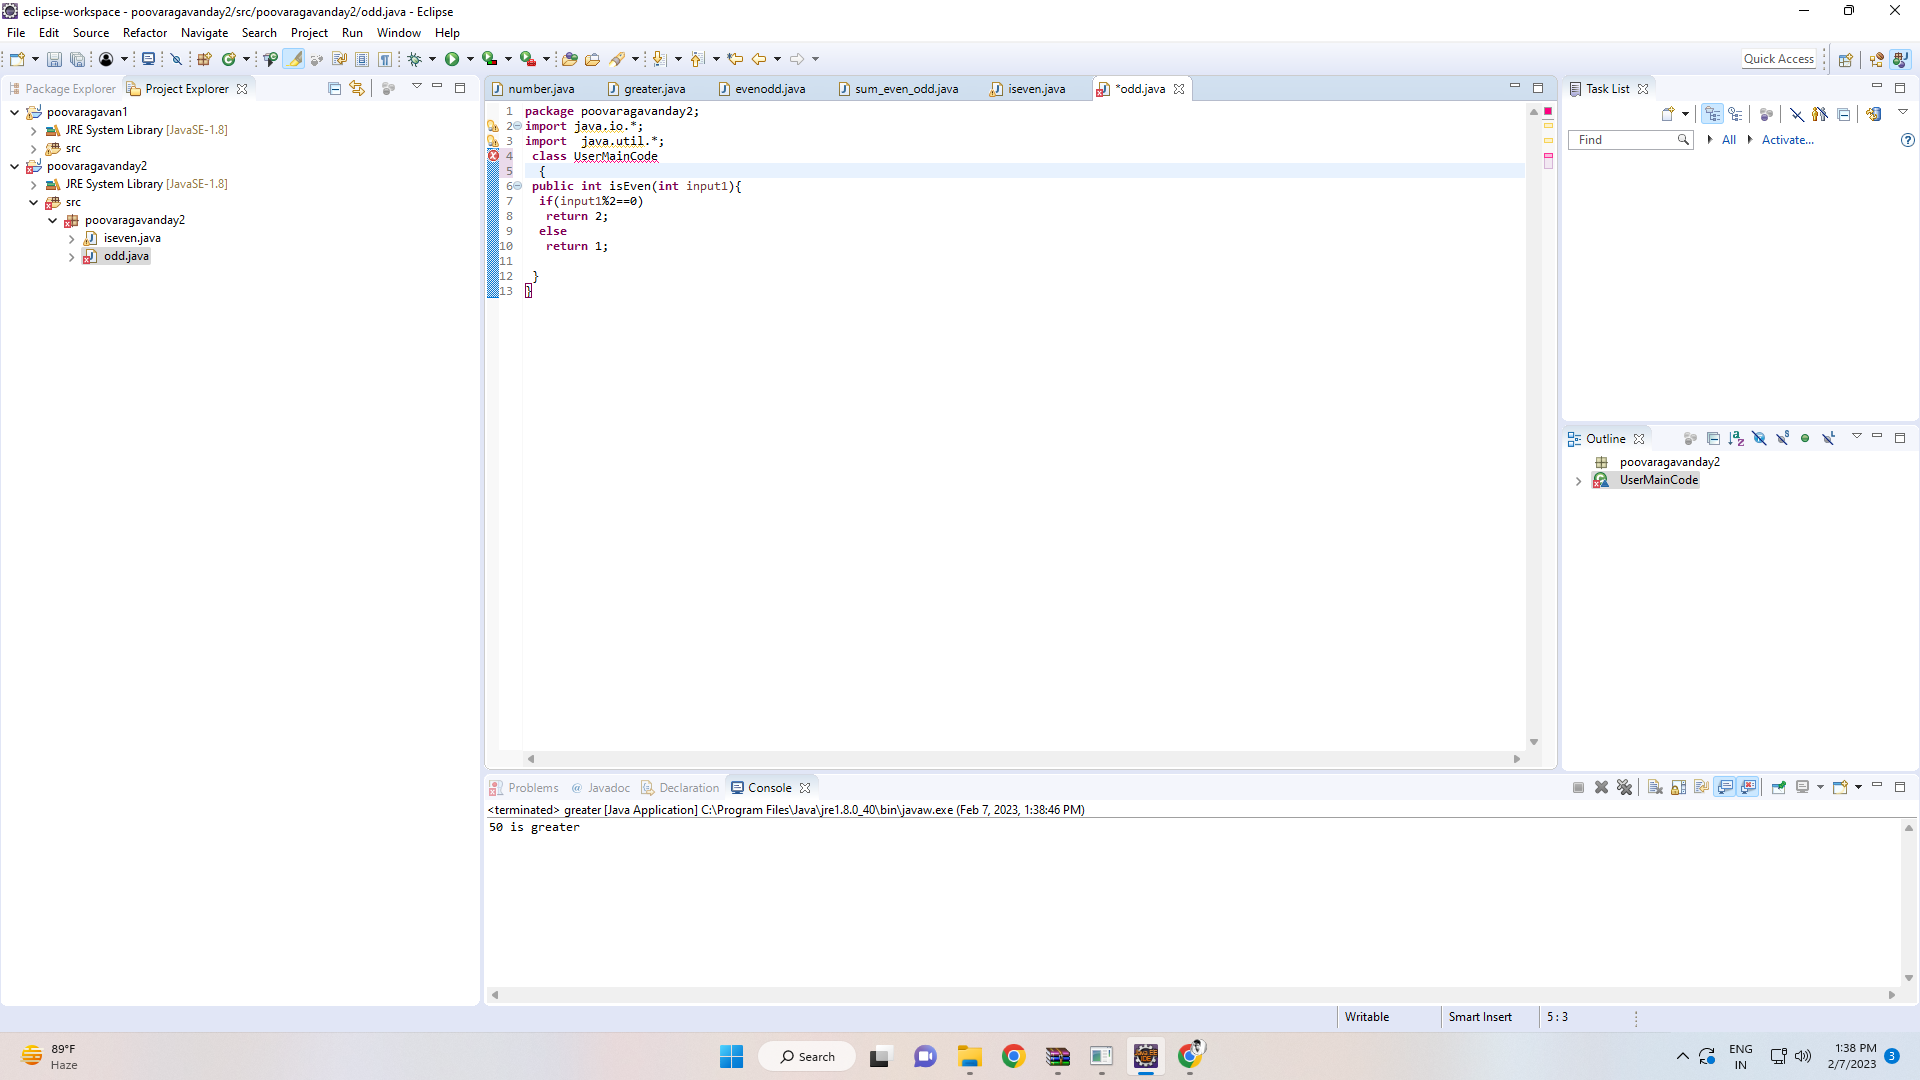 eclipse-workspace - poovaragavanday2/src/poovaragavanday2/odd.java - Eclipse
File Edit Source Refactor Navigate Search Project Run Window Help
Quick Access
Package Explorer Project Explorer
poovaragavan1
JRE System Library [JavaSE-1.8]
src
poovaragavanday2
JRE System Library [JavaSE-1.8]
src
poovaragavanday2
iseven.java
odd.java
number.java greater.java evenodd.java sum_even_odd.java iseven.java *odd.java
1 package poovaragavanday2;
2 import java.io.*;
3 import  java.util.*;
4 class UserMainCode
5 {
6 public int isEven(int input1){
7 if(input1%2==0)
8 return 2;
9 else
10 return 1;
11
12 }
13 }
Task List
Find All Activate...
Outline
poovaragavanday2
UserMainCode
Problems @ Javadoc Declaration Console
<terminated> greater [Java Application] C:\Program Files\Java\jre1.8.0_40\bin\javaw.exe (Feb 7, 2023, 1:38:46 PM)
50 is greater
Writable Smart Insert 5 : 3
89°F
Haze
Search
ENG
IN
1:38 PM
2/7/2023
3